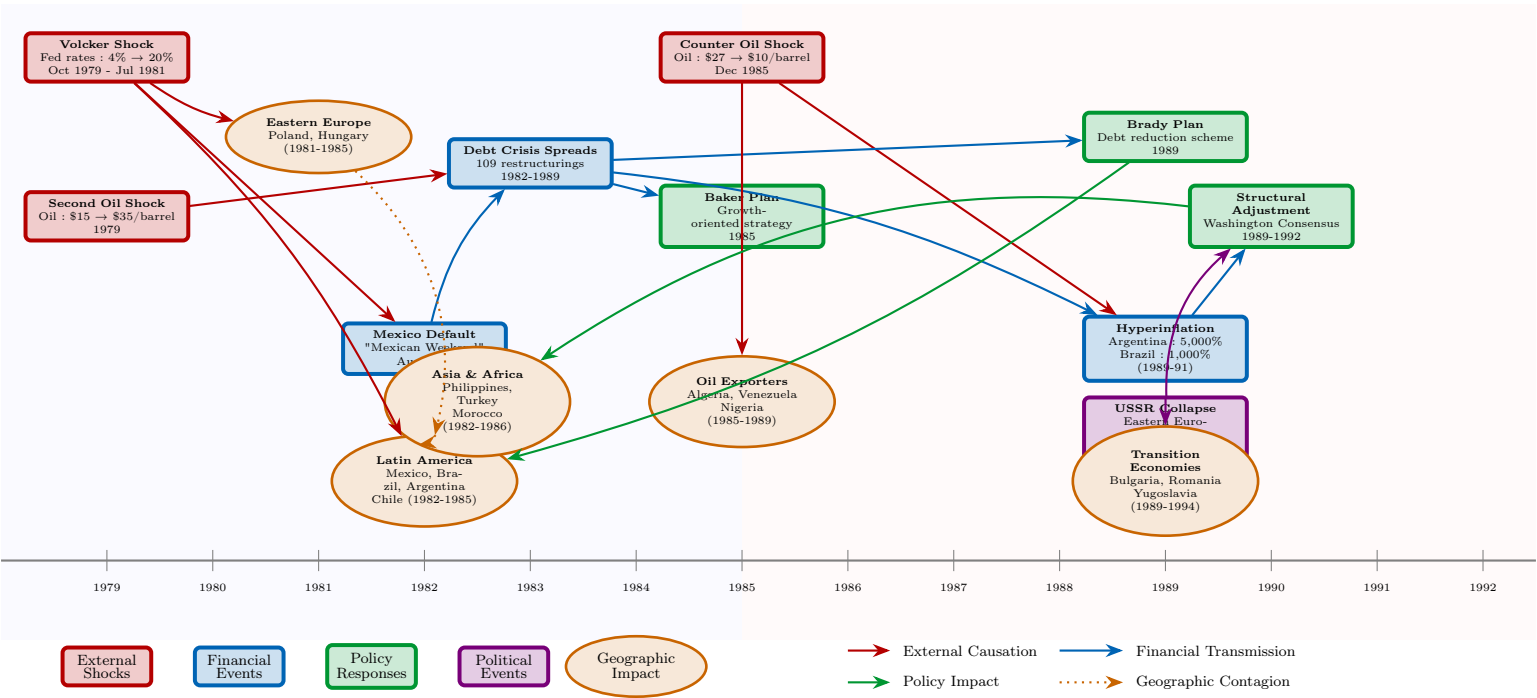 Volcker Shock
Fed rates : 4% → 20%
Oct 1979 - Jul 1981
Counter Oil Shock
Oil : $27 → $10/barrel
Dec 1985
Eastern Europe
Poland, Hungary
(1981-1985)
Debt Crisis Spreads
109 restructurings
1982-1989
Brady Plan
Debt reduction scheme
1989
Second Oil Shock
Oil : $15 → $35/barrel
1979
Baker Plan
Growth-
oriented strategy
1985
Structural
Adjustment
Washington Consensus
1989-1992
Mexico Default
"Mexican Weekend"
Hyperinflation
Argentina : 5,000%
Brazil : 1,000%
(1989-91)
Asia & Africa
Philippines,
Turkey
Morocco
(1982-1986)
Oil Exporters
Algeria, Venezuela
Nigeria
(1985-1989)
USSR Collapse
Eastern Euro-
Latin America
Mexico, Bra-
zil, Argentina
Chile (1982-1985)
Transition
Economies
Bulgaria, Romania
Yugoslavia
(1989-1994)
1979 1980 1981 1982 1983 1984 1985 1986 1987 1988 1989 1990 1991 1992
External
Shocks
Financial
Events
Policy
Responses
Political
Events
Geographic
Impact
External Causation
Financial Transmission
Policy Impact
Geographic Contagion